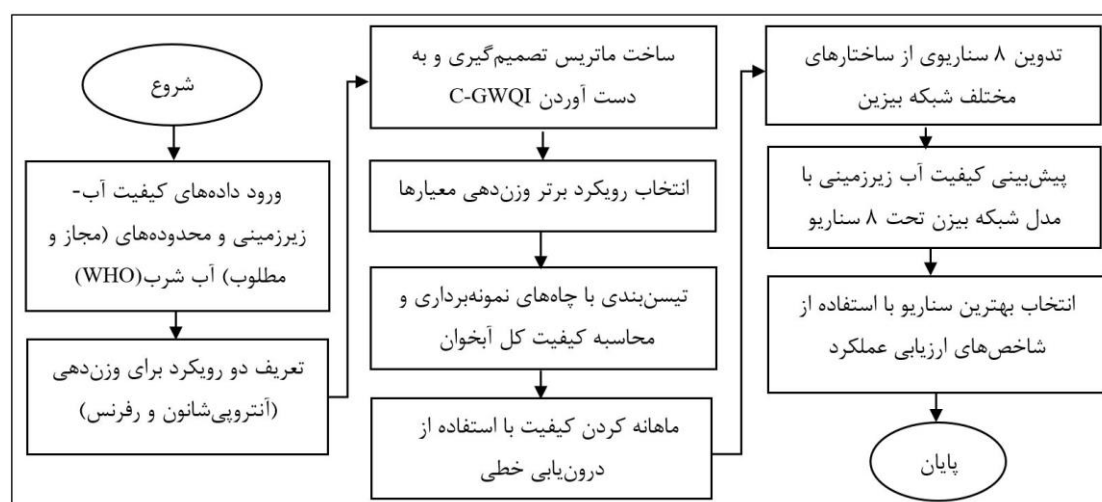 شروع
ورود داده‌های کیفیت آب-
زیرزمینی و محدوده‌های (مجاز و
مطلوب) آب شرب(WHO)
تعریف دو رویکرد برای وزن‌دهی
(آنتروپی‌شانون و رفرنس)
ساخت ماتریس تصمیم‌گیری و به
دست آوردن C-GWQI
انتخاب رویکرد برتر وزن‌دهی معیارها
تیسن‌بندی با چاه‌های نمونه‌برداری و
محاسبه کیفیت کل آبخوان
ماهانه کردن کیفیت با استفاده از
درون‌یابی خطی
تدوین ۸ سناریوی از ساختارهای
مختلف شبکه بیزین
پیش‌بینی کیفیت آب زیرزمینی با
مدل شبکه بیزن تحت ۸ سناریو
انتخاب بهترین سناریو با استفاده از
شاخص‌های ارزیابی عملکرد
پایان